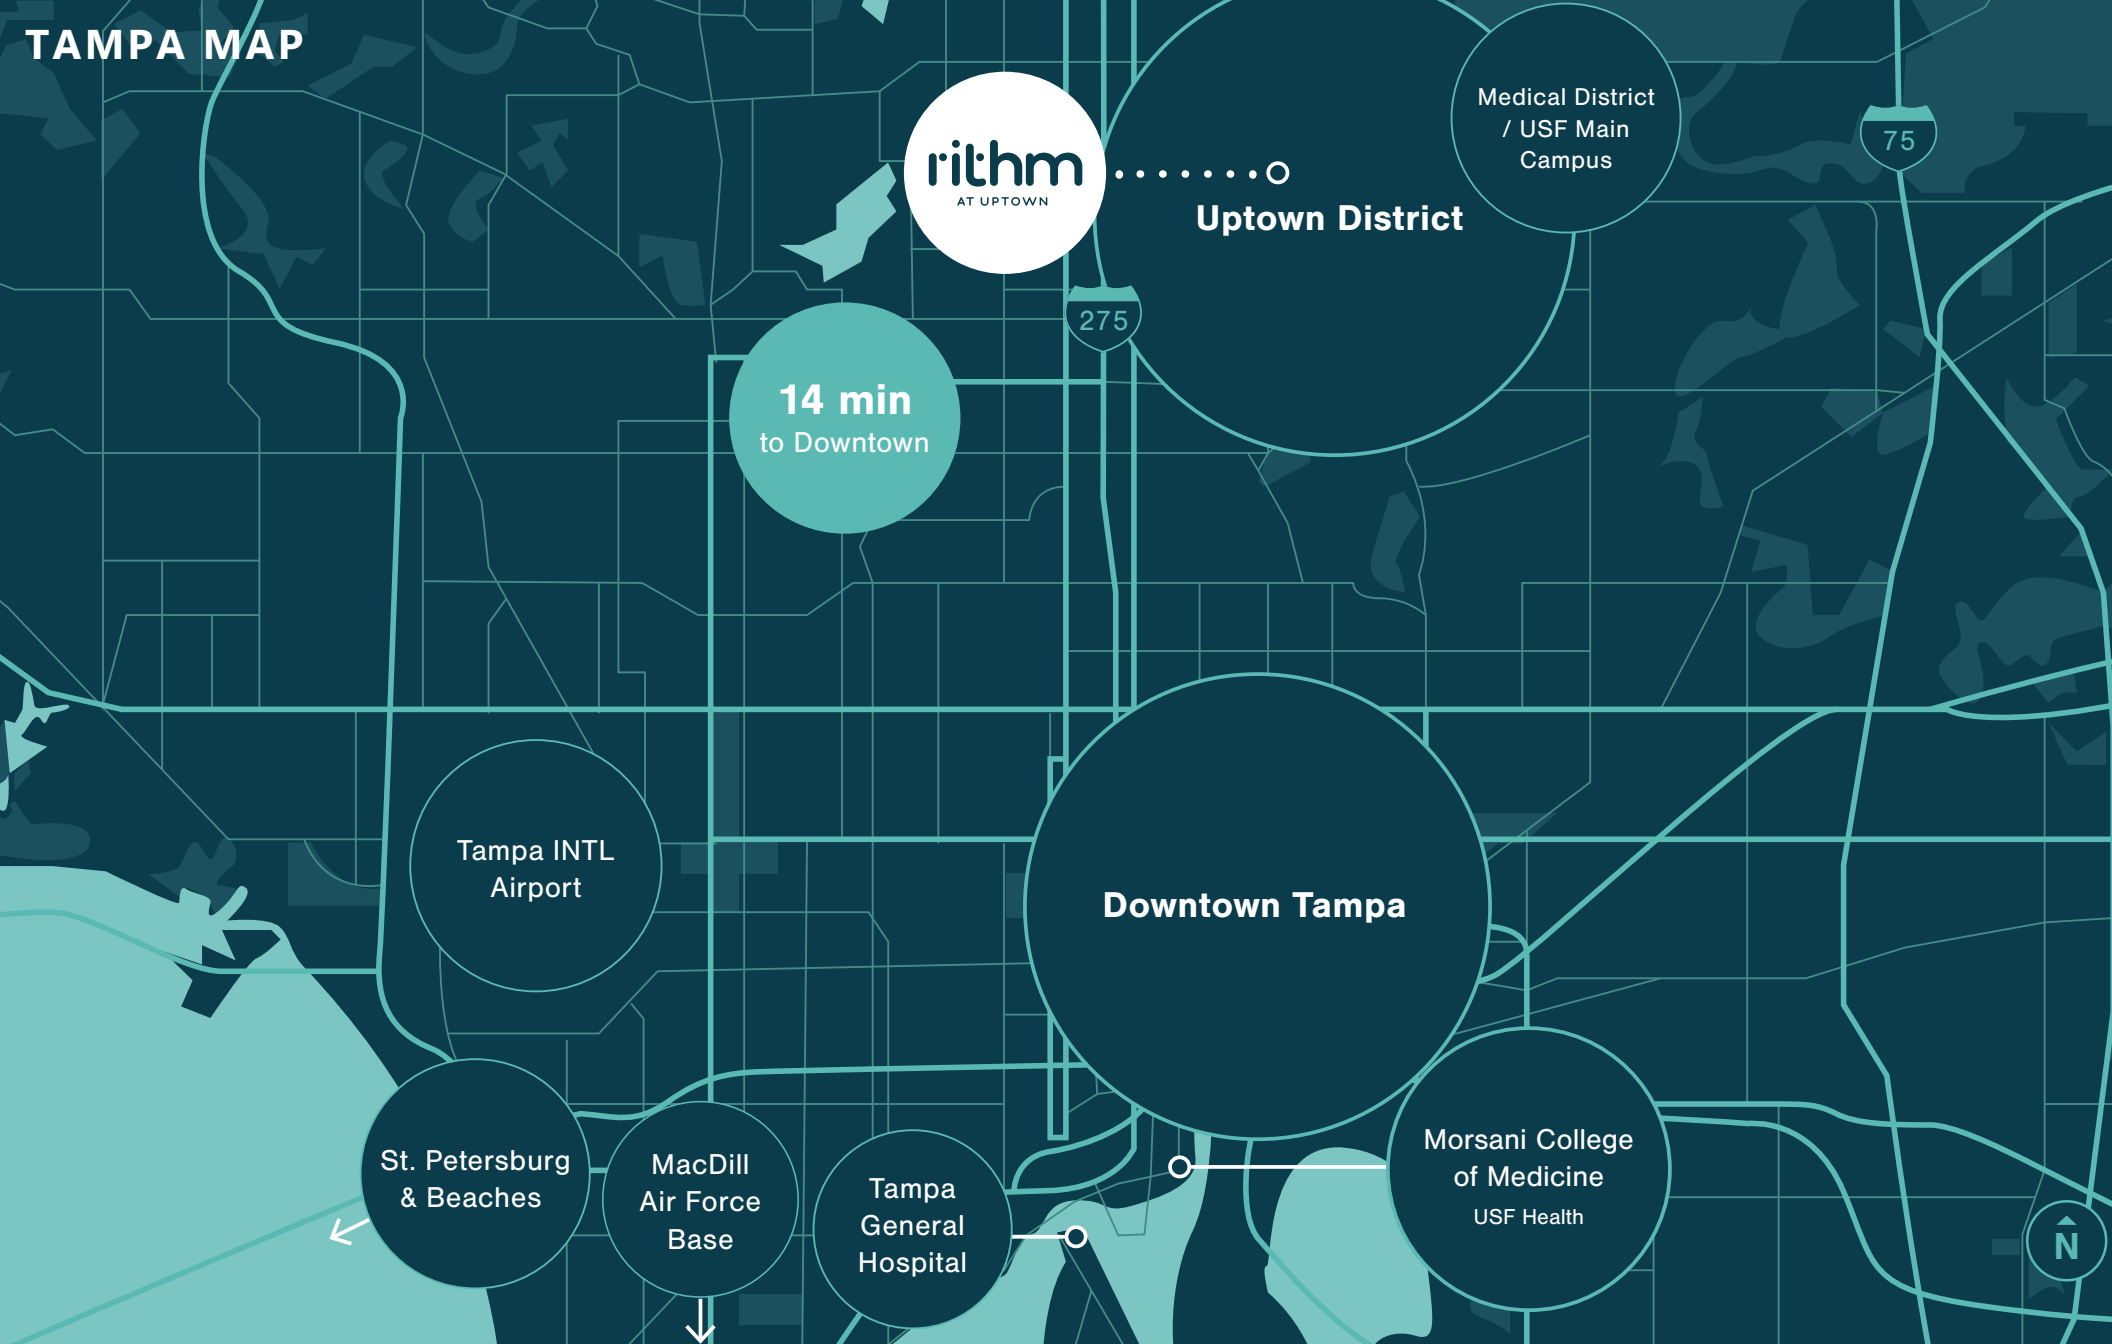 TAMPA MAP
rithm
AT UPTOWN
Uptown District
Medical District
/ USF Main
Campus
75
275
14 min
to Downtown
Tampa INTL
Airport
Downtown Tampa
St. Petersburg
& Beaches
MacDill
Air Force
Base
Tampa
General
Hospital
Morsani College
of Medicine
USF Health
N